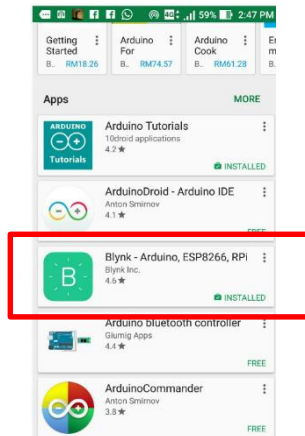 59% 2:47 PM
Getting Started
B.. RM18.26
Arduino For
B.. RM74.57
Arduino Cook
B.. RM61.28
Apps MORE
ARDUINO
Tutorials
Arduino Tutorials
10droid applications
4.2★
INSTALLED
ArduinoDroid - Arduino IDE
Anton Smirnov
4.1★
FREE
B
Blynk - Arduino, ESP8266, RPi
Blynk Inc.
4.6★
INSTALLED
Arduino bluetooth controller
Giumig Apps
4.4★
FREE
ArduinoCommander
Anton Smirnov
3.8★
FREE